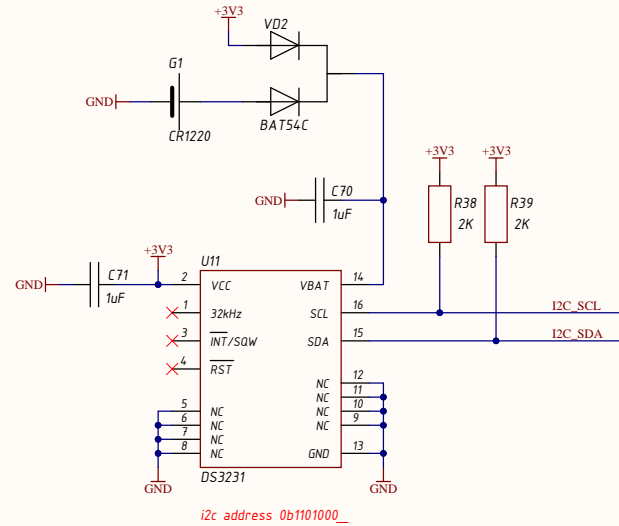 +3V3
VD2
G1
GND
CR1220
BAT54C
+3V3
+3V3
C70
GND
1uF
R38
2K
R39
2K
+3V3
U11
C71
GND
1uF
2
VCC
VBAT
14
1
32kHz
SCL
16
I2C_SCL
3
INT/SQW
SDA
15
I2C_SDA
4
RST
NC
12
NC
11
5
NC
NC
10
6
NC
NC
9
7
NC
8
NC
GND
13
DS3231
GND
GND
i2c address 0b1101000_